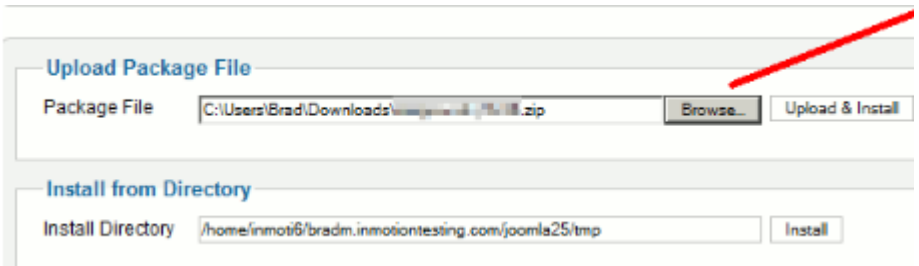 Upload Package File
Package File C:\Users\Brad\Downloads\ .zip Browse... Upload & Install
Install from Directory
Install Directory /home/inmoti6/bradm.inmotiontesting.com/joomla25/tmp Install